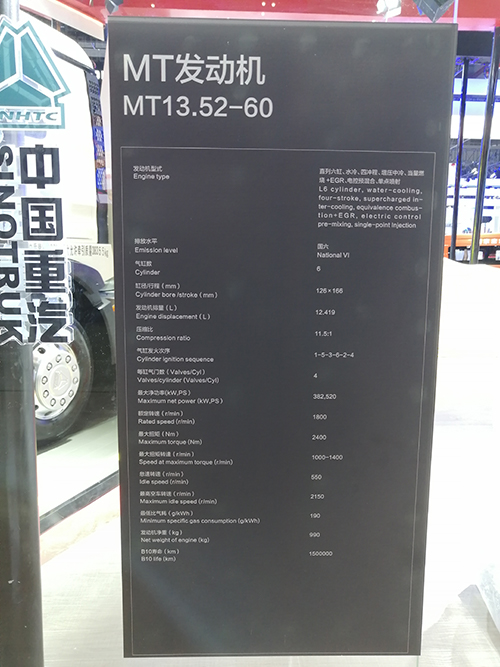 NHTC
中国重汽
SINOTRUK
MT发动机
MT13.52-60
发动机型式
Engine type
直列六缸、水冷、四冲程、增压中冷、当量燃
烧+EGR、电控预混合、单点喷射
L6 cylinder, water-cooling,
four-stroke, supercharged in-
ter-cooling, equivalence combus-
tion+EGR, electric control
pre-mixing, single-point Injection
排放水平
Emission level
国六
National VI
气缸数
Cylinder
6
缸径/行程（mm）
Cylinder bore /stroke（mm）
126×166
发动机排量（L）
Engine displacement（L）
12.419
压缩比
Compression ratio
11.5:1
气缸发火次序
Cylinder ignition sequence
1-5-3-6-2-4
每缸气门数（Valves/Cyl）
Valves/cylinder (Valves/Cyl)
4
最大净功率(kW,PS)
Maximum net power (kW,PS)
382,520
额定转速（r/min）
Rated speed (r/min)
1800
最大扭矩（Nm）
Maximum torque (Nm)
2400
最大扭矩转速（r/min）
Speed at maximum torque (r/min)
1000-1400
怠速转速（r/min）
Idle speed (r/min)
550
最高空车转速（r/min）
Maximum idle speed (r/min)
2150
最低比气耗（g/kWh）
Minimum specific gas consumption (g/kWh)
190
发动机净重（kg）
Net weight of engine (kg)
990
B10寿命（km）
B10 life (km)
1500000